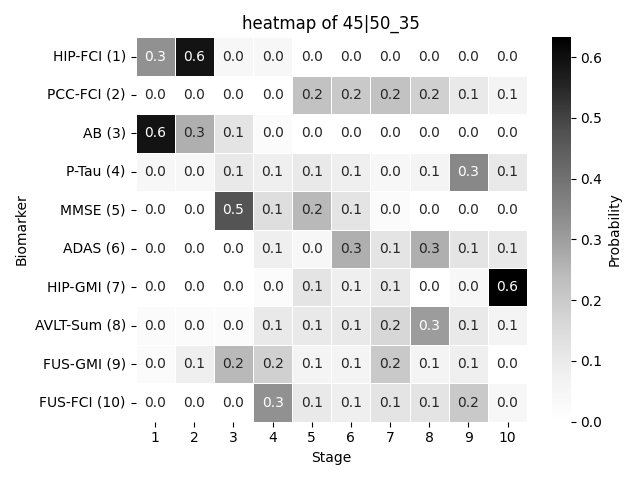 heatmap of 45|50_35
HIP-FCI (1) 0.3 0.6 0.0 0.0 0.0 0.0 0.0 0.0 0.0 0.0
PCC-FCI (2) 0.0 0.0 0.0 0.0 0.2 0.2 0.2 0.2 0.1 0.1
AB (3) 0.6 0.3 0.1 0.0 0.0 0.0 0.0 0.0 0.0 0.0
P-Tau (4) 0.0 0.0 0.1 0.1 0.1 0.1 0.0 0.1 0.3 0.1
MMSE (5) 0.0 0.0 0.5 0.1 0.2 0.1 0.0 0.0 0.0 0.0
ADAS (6) 0.0 0.0 0.0 0.1 0.0 0.3 0.1 0.3 0.1 0.1
HIP-GMI (7) 0.0 0.0 0.0 0.0 0.1 0.1 0.1 0.0 0.0 0.6
AVLT-Sum (8) 0.0 0.0 0.0 0.1 0.1 0.1 0.2 0.3 0.1 0.1
FUS-GMI (9) 0.0 0.1 0.2 0.2 0.1 0.1 0.2 0.1 0.1 0.0
FUS-FCI (10) 0.0 0.0 0.0 0.3 0.1 0.1 0.1 0.1 0.2 0.0
1 2 3 4 5 6 7 8 9 10
Stage
Biomarker
0.6
0.5
0.4
0.3
0.2
0.1
0.0
Probability